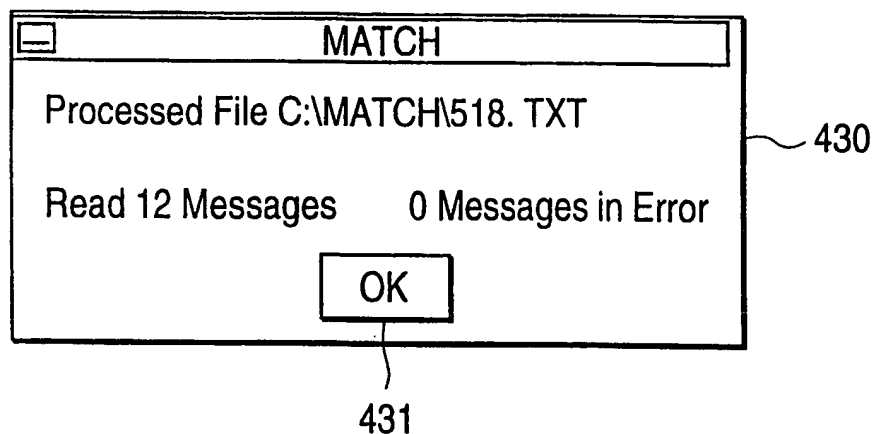 MATCH
Processed File C:\MATCH\518. TXT
430
Read 12 Messages 0 Messages in Error
OK
431